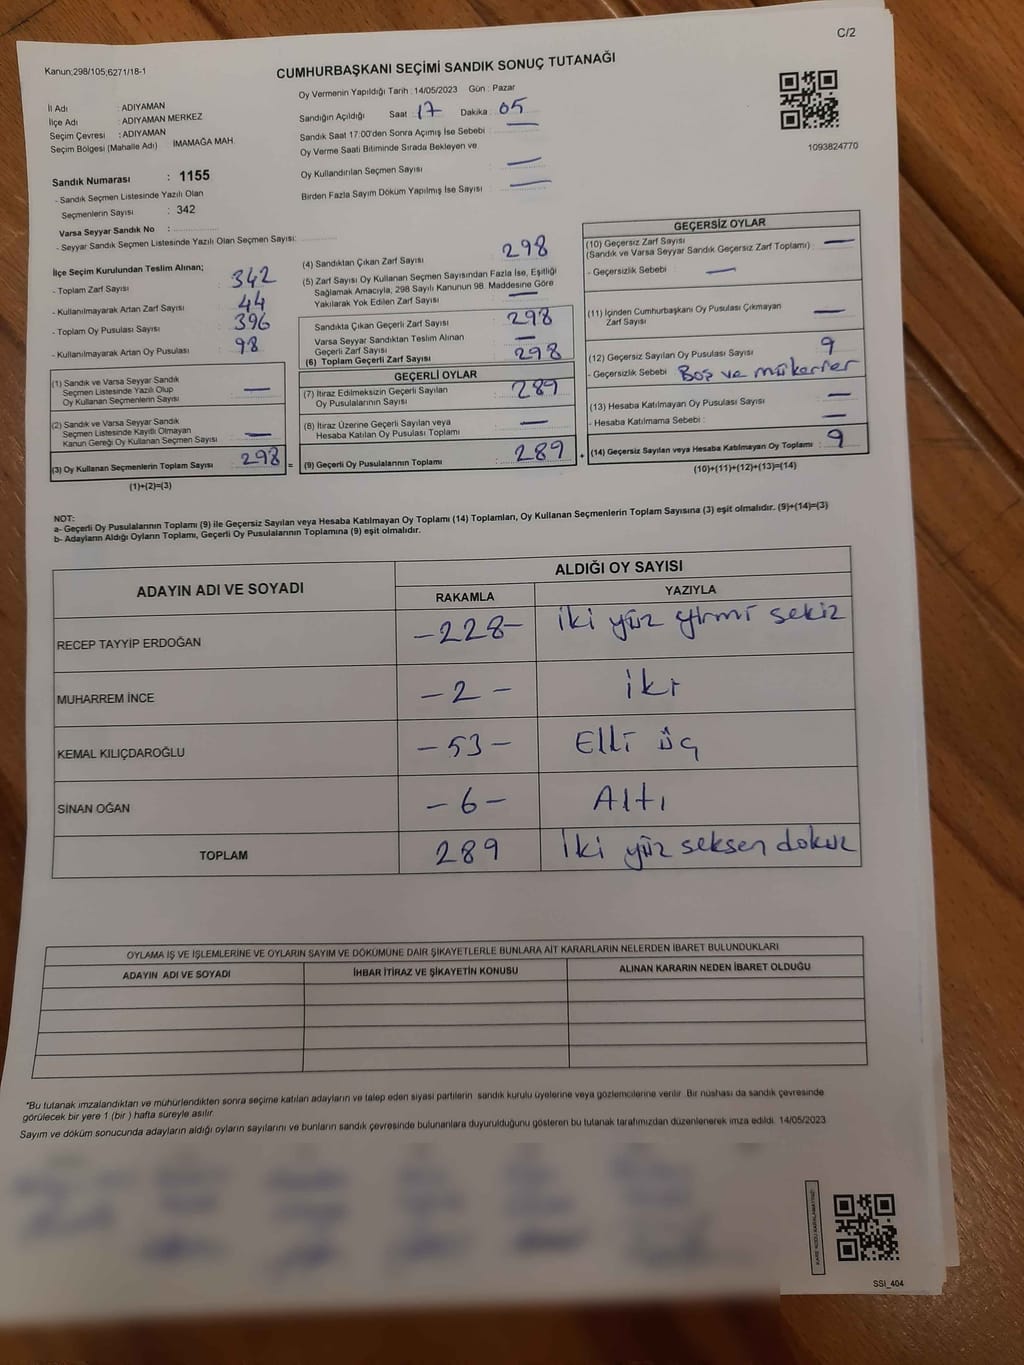 C/2
Kanun;298/105;6271/18-1
CUMHURBAŞKANI SEÇİMİ SANDIK SONUÇ TUTANAĞI
İl Adı : ADIYAMAN
İlçe Adı : ADIYAMAN MERKEZ
Seçim Çevresi : ADIYAMAN
Seçim Bölgesi (Mahalle Adı) İMAMAĞA MAH.
Sandık Numarası : 1155
- Sandık Seçmen Listesinde Yazılı Olan
Seçmenlerin Sayısı : 342
Varsa Seyyar Sandık No :
- Seyyar Sandık Seçmen Listesinde Yazılı Olan Seçmen Sayısı:
Oy Vermenin Yapıldığı Tarih : 14/05/2023 Gün : Pazar
Sandığın Açıldığı Saat 17 Dakika 05
Sandık Saat 17:00'den Sonra Açımış İse Sebebi : —
Oy Verme Saati Bitiminde Sırada Bekleyen ve
Oy Kullandırılan Seçmen Sayısı : —
Birden Fazla Sayım Döküm Yapılmış İse Sayısı : —
1093824770
İlçe Seçim Kurulundan Teslim Alınan;
- Toplam Zarf Sayısı : 342
- Kullanılmayarak Artan Zarf Sayısı : 44
- Toplam Oy Pusulası Sayısı : 396
- Kullanılmayarak Artan Oy Pusulası : 98
(1) Sandık ve Varsa Seyyar Sandık
Seçmen Listesinde Yazılı Olup
Oy Kullanan Seçmenlerin Sayısı : —
(2) Sandık ve Varsa Seyyar Sandık
Seçmen Listesinde Kayıtlı Olmayan
Kanun Gereği Oy Kullanan Seçmen Sayısı : —
(3) Oy Kullanan Seçmenlerin Toplam Sayısı : 298 =
(1)+(2)=(3)
(4) Sandıktan Çıkan Zarf Sayısı : 298
(5) Zarf Sayısı Oy Kullanan Seçmen Sayısından Fazla İse, Eşitliği
Sağlamak Amacıyla, 298 Sayılı Kanunun 98. Maddesine Göre
Yakılarak Yok Edilen Zarf Sayısı : —
Sandıkta Çıkan Geçerli Zarf Sayısı : 298
Varsa Seyyar Sandıktan Teslim Alınan
Geçerli Zarf Sayısı : —
(6) Toplam Geçerli Zarf Sayısı : 298
GEÇERLİ OYLAR
(7) İtiraz Edilmeksizin Geçerli Sayılan
Oy Pusulalarının Sayısı : 289
(8) İtiraz Üzerine Geçerli Sayılan veya
Hesaba Katılan Oy Pusulası Toplamı : —
(9) Geçerli Oy Pusulalarının Toplamı : 289 +
GEÇERSİZ OYLAR
(10) Geçersiz Zarf Sayısı
(Sandık ve Varsa Seyyar Sandık Geçersiz Zarf Toplamı) : —
- Geçersizlik Sebebi : —
(11) İçinden Cumhurbaşkanı Oy Pusulası Çıkmayan
Zarf Sayısı : —
(12) Geçersiz Sayılan Oy Pusulası Sayısı : 9
- Geçersizlik Sebebi : Boş ve mükerrer
(13) Hesaba Katılmayan Oy Pusulası Sayısı : —
- Hesaba Katılmama Sebebi : —
(14) Geçersiz Sayılan veya Hesaba Katılmayan Oy Toplamı : 9
(10)+(11)+(12)+(13)=(14)
NOT:
a- Geçerli Oy Pusulalarının Toplamı (9) ile Geçersiz Sayılan veya Hesaba Katılmayan Oy Toplamı (14) Toplamları, Oy Kullanan Seçmenlerin Toplam Sayısına (3) eşit olmalıdır. (9)+(14)=(3)
b- Adayların Aldığı Oyların Toplamı, Geçerli Oy Pusulalarının Toplamına (9) eşit olmalıdır.
ADAYIN ADI VE SOYADI ALDIĞI OY SAYISI
RAKAMLA YAZIYLA
RECEP TAYYİP ERDOĞAN -228- iki yüz yirmi sekiz
MUHARREM İNCE -2- iki
KEMAL KILIÇDAROĞLU -53- Elli üç
SİNAN OĞAN -6- Altı
TOPLAM 289 İki yüz seksen dokuz
OYLAMA İŞ VE İŞLEMLERİNE VE OYLARIN SAYIM VE DÖKÜMÜNE DAİR ŞİKAYETLERLE BUNLARA AİT KARARLARIN NELERDEN İBARET BULUNDUKLARI
ADAYIN ADI VE SOYADI İHBAR İTİRAZ VE ŞİKAYETİN KONUSU ALINAN KARARIN NEDEN İBARET OLDUĞU
"Bu tutanak imzalandıktan ve mühürlendikten sonra seçime katılan adayların ve talep eden siyasi partilerin sandık kurulu üyelerine veya gözlemcilerine verilir. Bir nüshası da sandık çevresinde
görülecek bir yere 1 (bir ) hafta süreyle asılır.
Sayım ve döküm sonucunda adayların aldığı oyların sayılarını ve bunların sandık çevresinde bulunanlara duyurulduğunu gösteren bu tutanak tarafımızdan düzenlenerek imza edildi. 14/05/2023
SSI_404